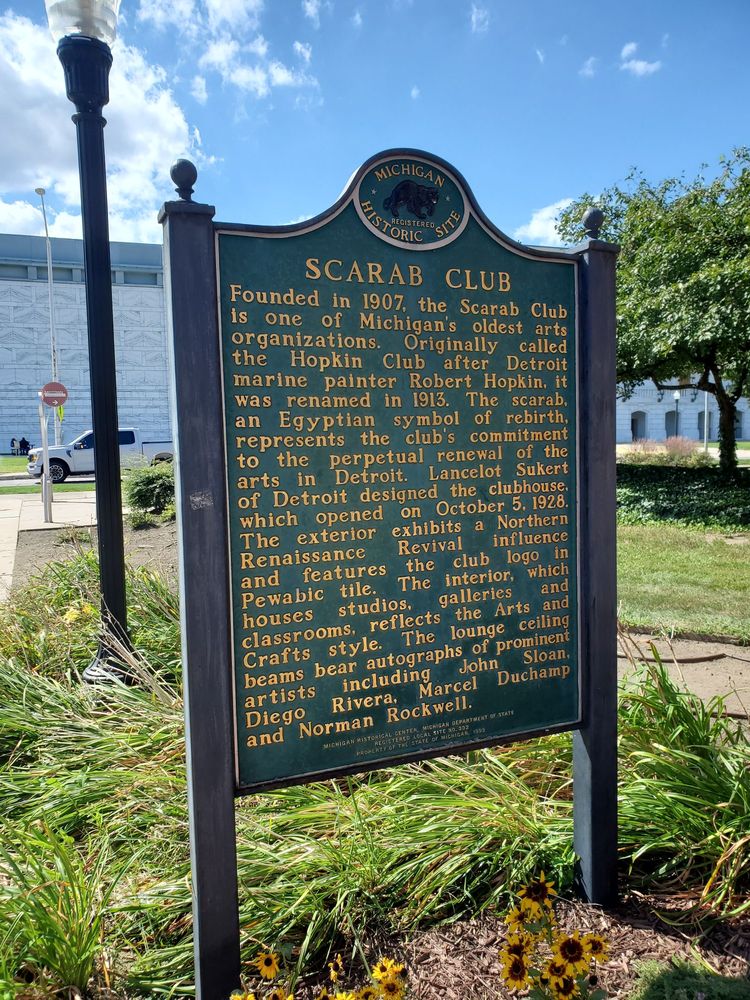 MICHIGAN
REGISTERED
HISTORIC SITE
SCARAB CLUB
Founded in 1907, the Scarab Club
is one of Michigan's oldest arts
organizations. Originally called
the Hopkin Club after Detroit
marine painter Robert Hopkin, it
was renamed in 1913. The scarab,
an Egyptian symbol of rebirth,
represents the club's commitment
to the perpetual renewal of the
arts in Detroit. Lancelot Sukert
of Detroit designed the clubhouse,
which opened on October 5, 1928.
The exterior exhibits a Northern
Renaissance Revival influence
and features the club logo in
Pewabic tile. The interior, which
houses studios, galleries and
classrooms, reflects the Arts and
Crafts style. The lounge ceiling
beams bear autographs of prominent
artists including John Sloan,
Diego Rivera, Marcel Duchamp
and Norman Rockwell.
MICHIGAN HISTORICAL CENTER, MICHIGAN DEPARTMENT OF STATE
REGISTERED LOCAL SITE NO.
PROPERTY OF THE STATE OF MICHIGAN,